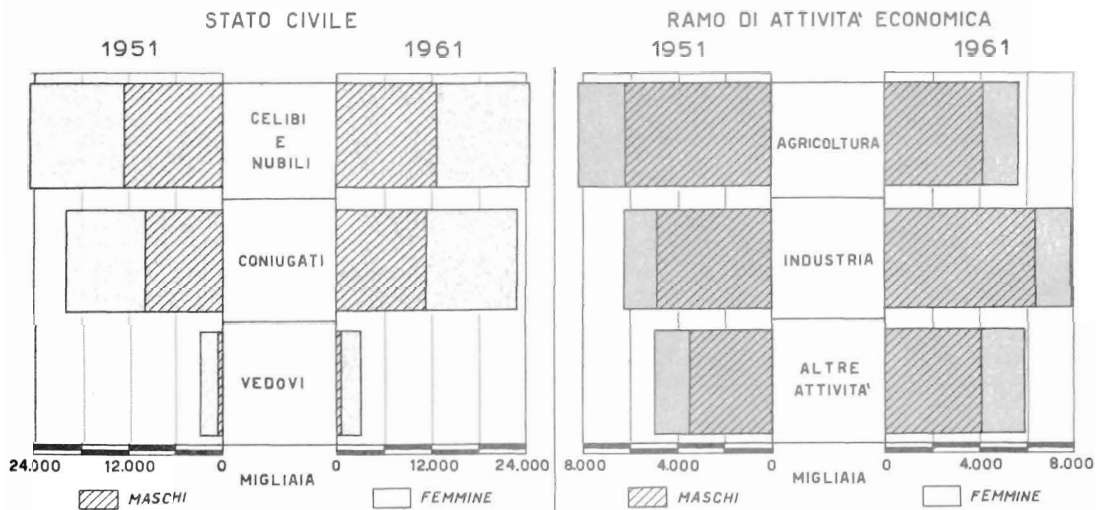 STATO CIVILE
1951 1961
CELIBI
E
NUBILI
CONIUGATI
VEDOVI
24.000 12.000 0 0 12.000 24.000
MIGLIAIA
MASCHI FEMMINE
RAMO DI ATTIVITA' ECONOMICA
1951 1961
AGRICOLTURA
INDUSTRIA
ALTRE
ATTIVITA'
8.000 4.000 0 0 4.000 8.000
MIGLIAIA
MASCHI FEMMINE